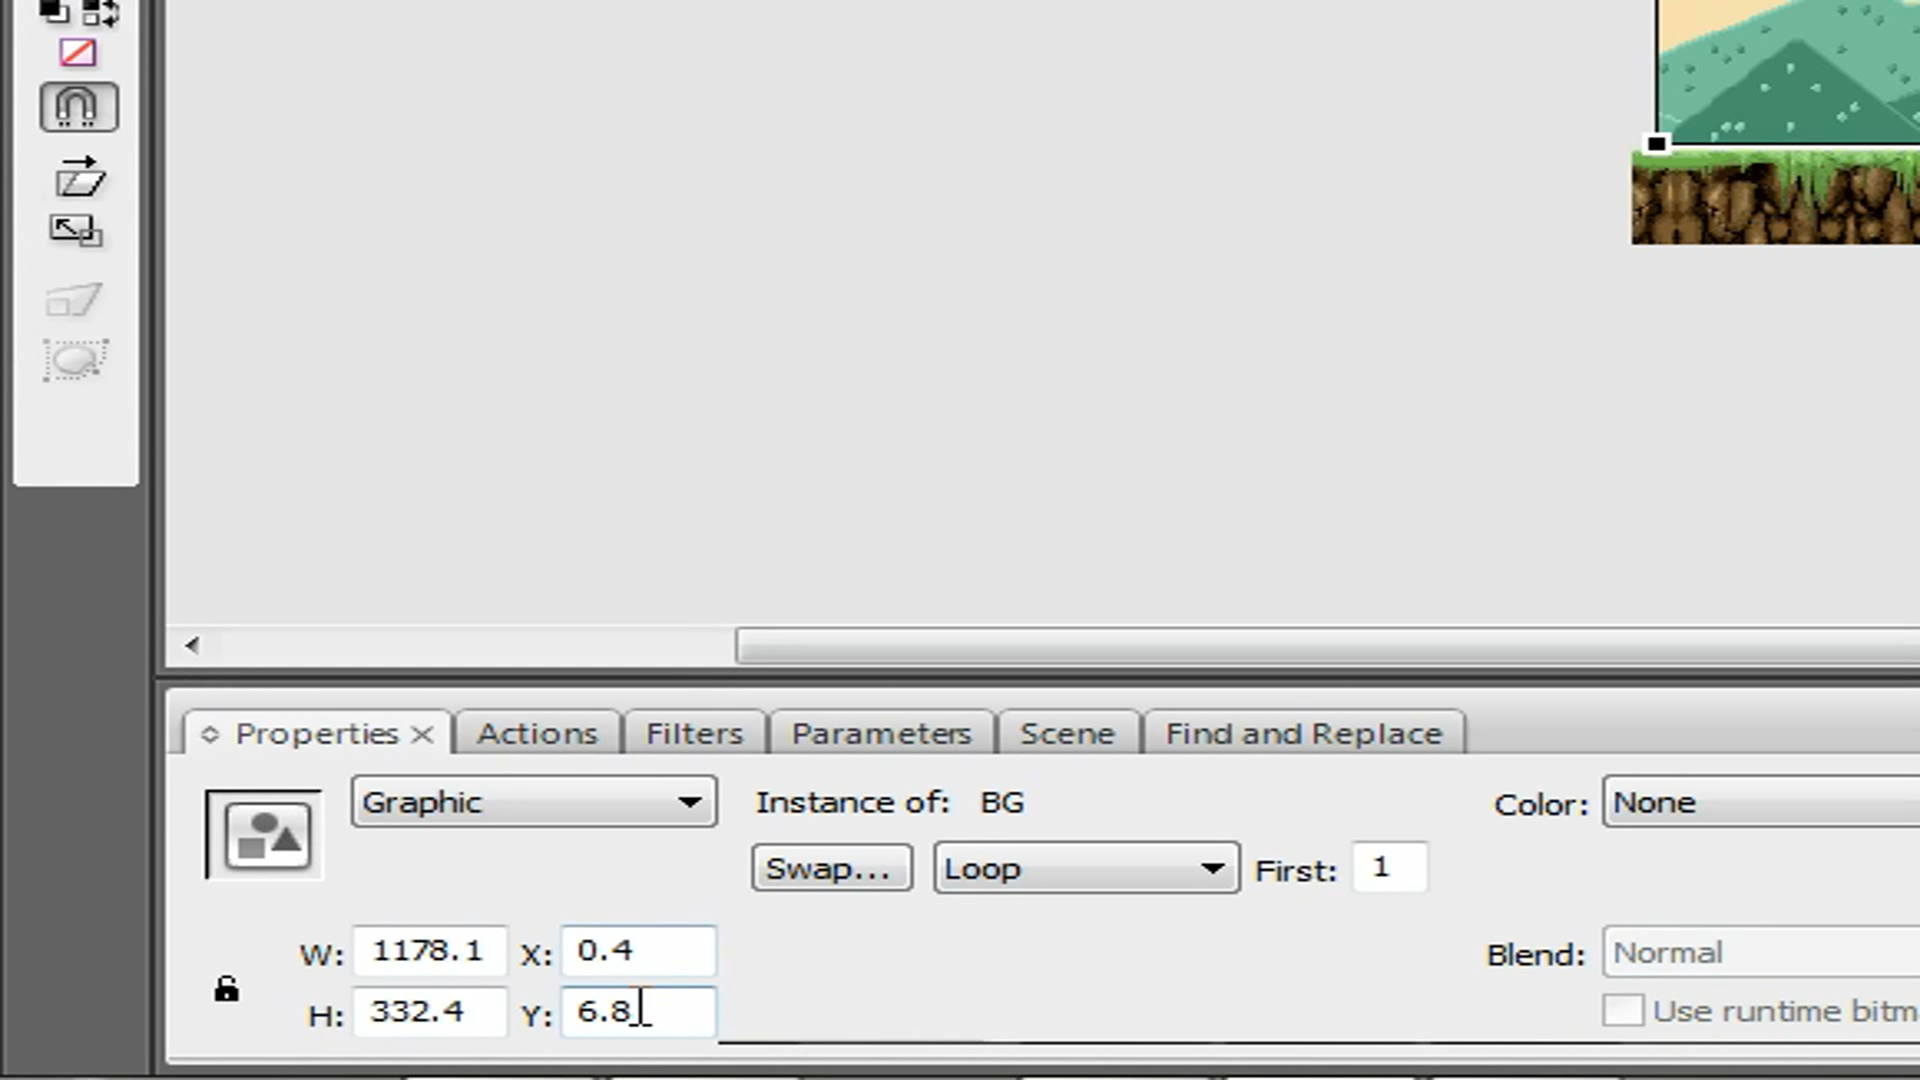 Properties Actions Filters Parameters Scene Find and Replace
Graphic Instance of: BG Color: None
Swap... Loop First: 1
W: 1178.1 X: 0.4 Blend: Normal
H: 332.4 Y: 6.8 Use runtime bitm